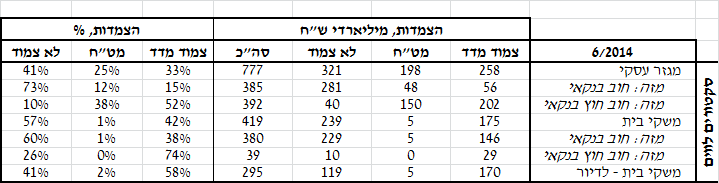 הצמדות, מיליארדי ש״ח הצמדות, %
6/2014 צמוד מדד מט״ח לא צמוד סה״כ צמוד מדד מט״ח לא צמוד
סקטורים לווים
מגזר עסקי 258 198 321 777 33% 25% 41%
מזה: חוב בנקאי 56 48 281 385 15% 12% 73%
מזה: חוב חוץ בנקאי 202 150 40 392 52% 38% 10%
משקי בית 175 5 239 419 42% 1% 57%
מזה: חוב בנקאי 146 5 229 380 38% 1% 60%
מזה: חוב חוץ בנקאי 29 0 10 39 74% 0% 26%
משקי בית - לדיור 170 5 119 295 58% 2% 41%